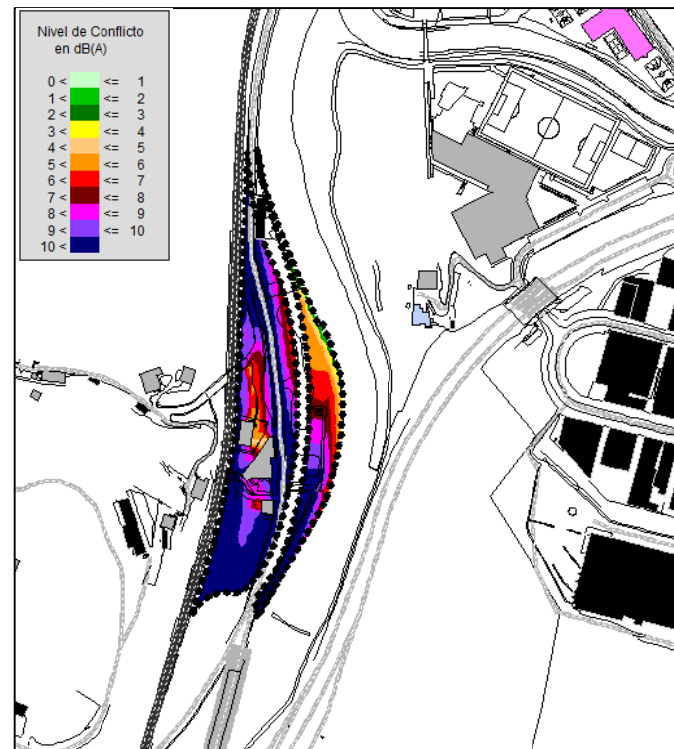 Nivel de Conflicto
en dB(A)
0 < <= 1
1 < <= 2
2 < <= 3
3 < <= 4
4 < <= 5
5 < <= 6
6 < <= 7
7 < <= 8
8 < <= 9
9 < <= 10
10 <